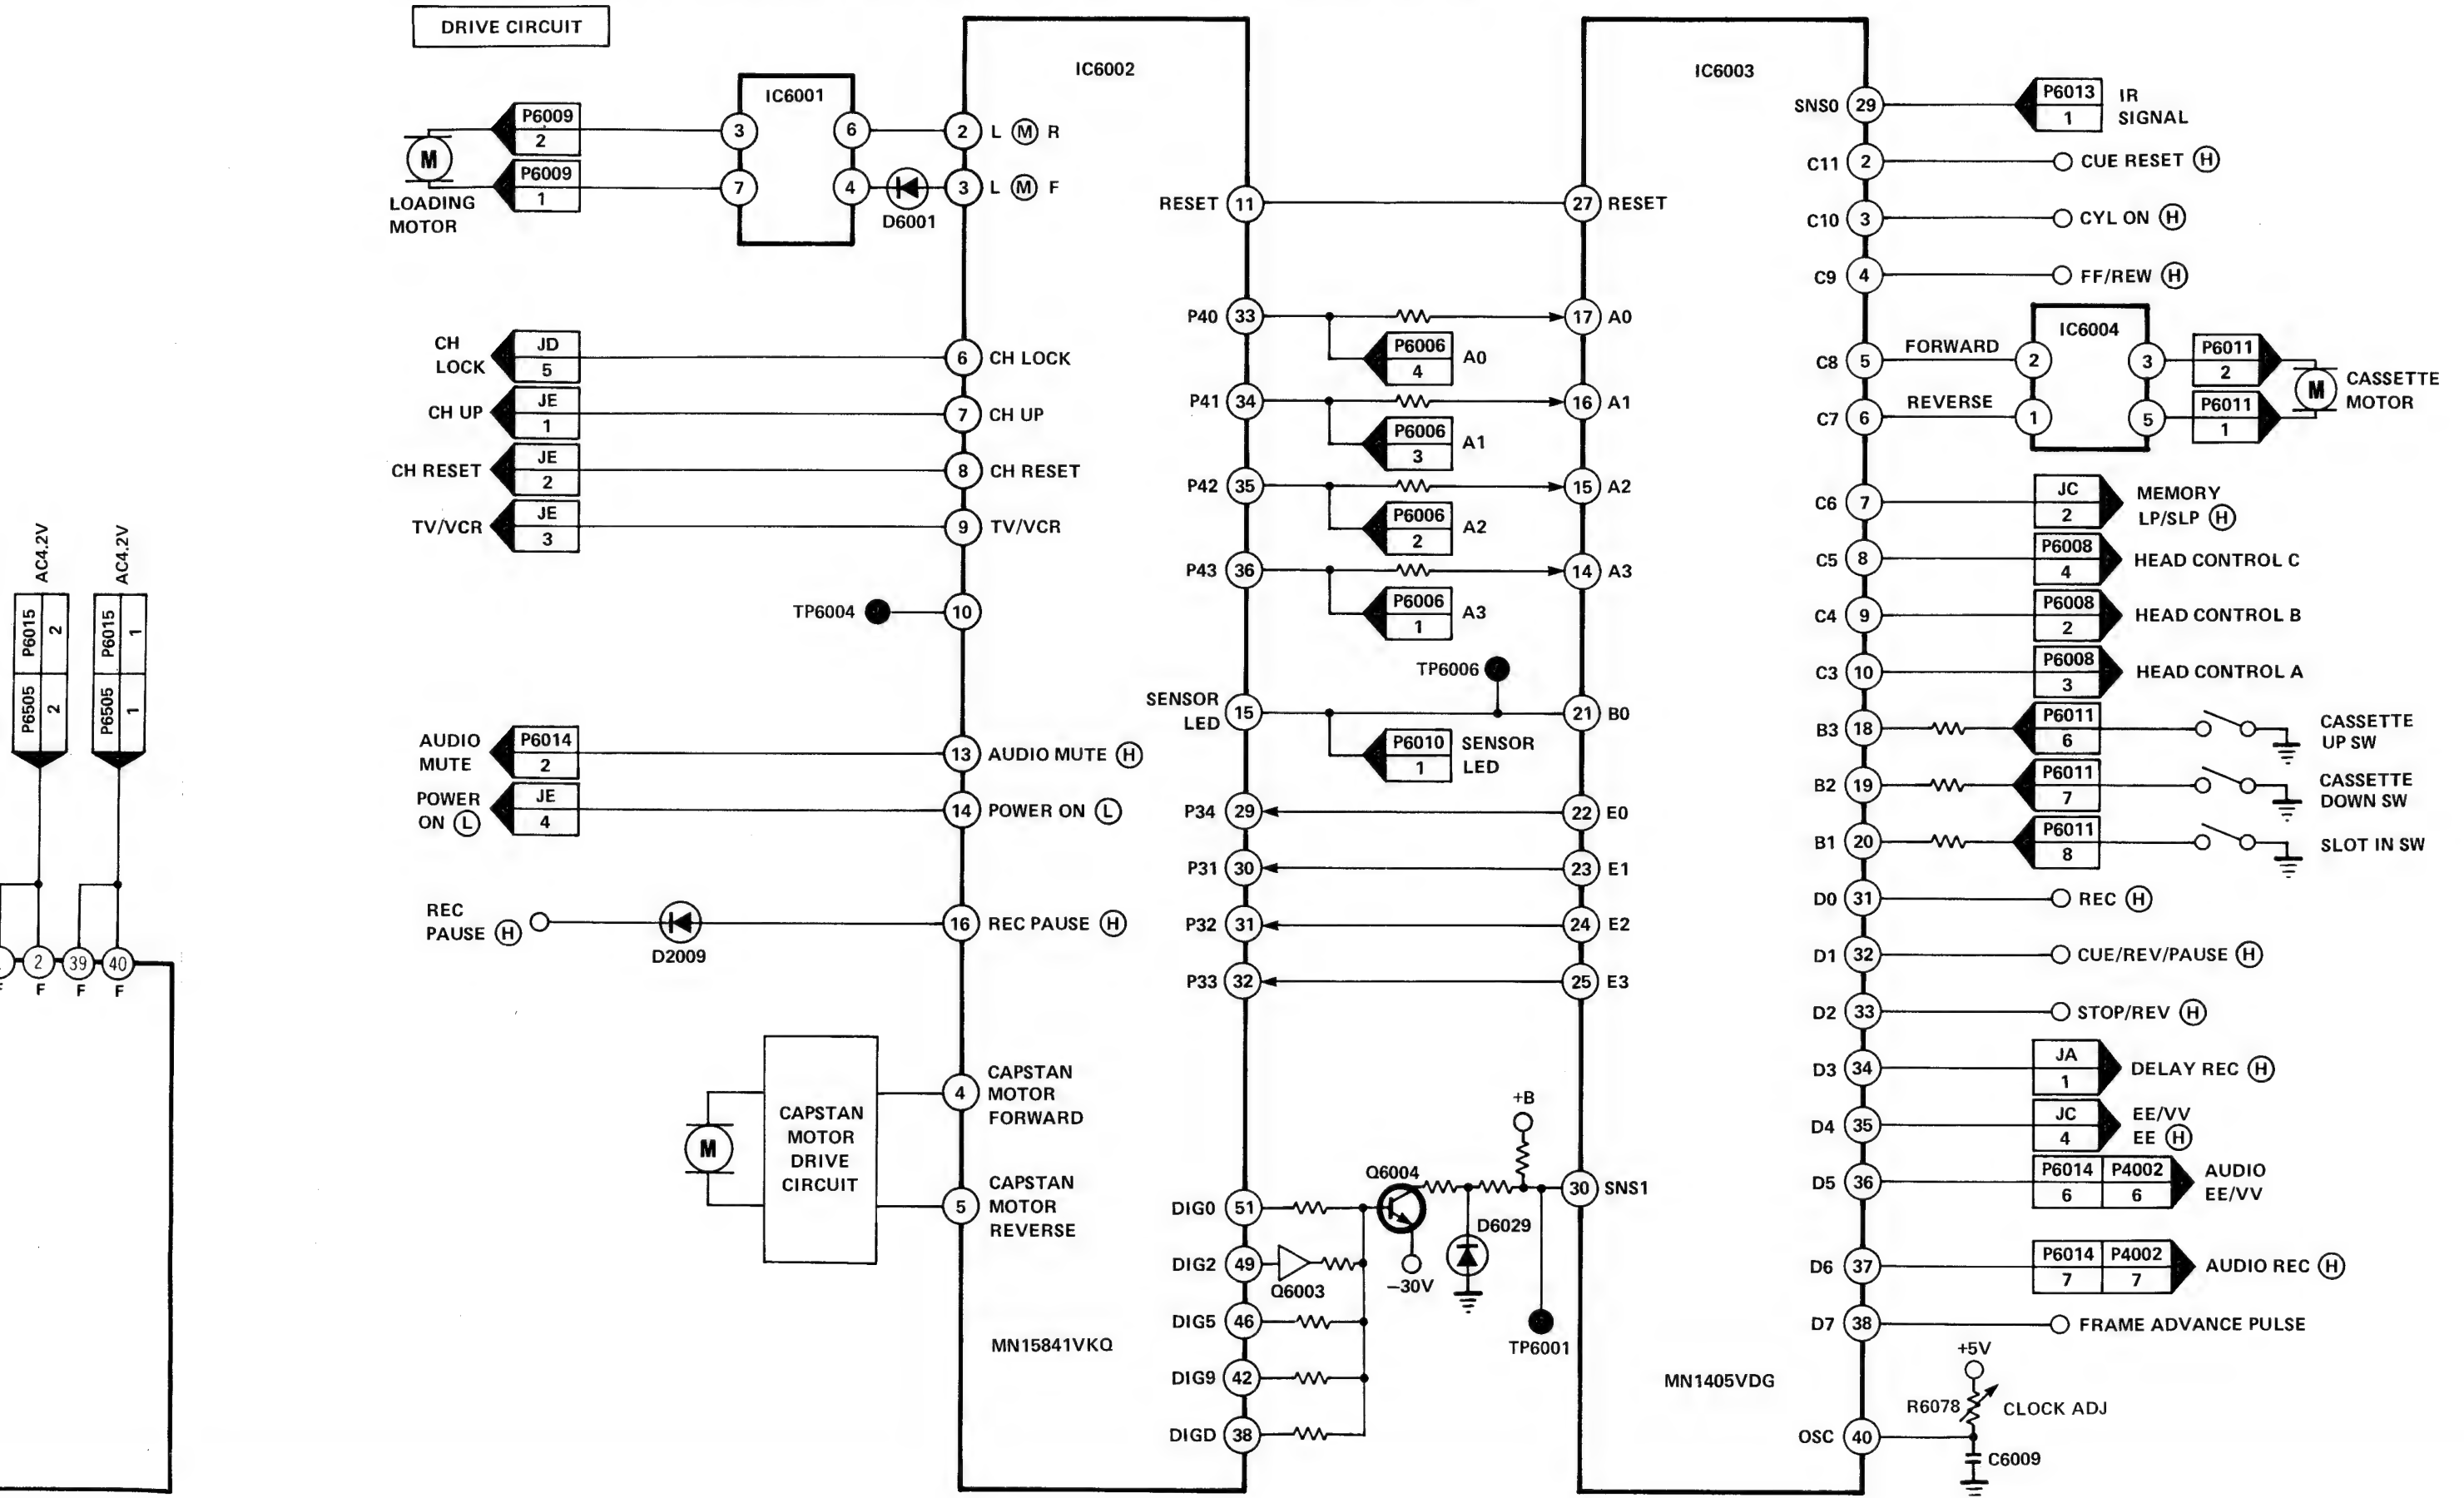 DRIVE CIRCUIT
IC6001
P6009
2
3
6
P6009
1
7
4
M
LOADING
MOTOR
D6001
IC6002
2 L M R
3 L M F
CH
LOCK
JD
5
6 CH LOCK
CH UP
JE
1
7 CH UP
CH RESET
JE
2
8 CH RESET
TV/VCR
JE
3
9 TV/VCR
TP6004
10
AUDIO
MUTE
P6014
2
13 AUDIO MUTE H
POWER
ON L
JE
4
14 POWER ON L
REC
PAUSE H
D2009
16 REC PAUSE H
M
CAPSTAN
MOTOR
DRIVE
CIRCUIT
4
CAPSTAN
MOTOR
FORWARD
5
CAPSTAN
MOTOR
REVERSE
MN15841VKQ
AC4.2V
AC4.2V
P6015 2
P6505 2
P6015 1
P6505 1
2 39 40
F F F
RESET 11
27 RESET
P40 33
17 A0
P6006
4
A0
P41 34
16 A1
P6006
3
A1
P42 35
15 A2
P6006
2
A2
P43 36
14 A3
P6006
1
A3
TP6006
SENSOR
LED
15
21 B0
P6010
1
SENSOR
LED
P34 29
22 E0
P31 30
23 E1
P32 31
24 E2
P33 32
25 E3
+B
Q6004
30 SNS1
DIG0 51
D6029
DIG2 49
Q6003
−30V
DIG5 46
TP6001
DIG9 42
DIGD 38
IC6003
MN1405VDG
SNS0 29
P6013
1
IR
SIGNAL
C11 2
CUE RESET H
C10 3
CYL ON H
C9 4
FF/REW H
IC6004
C8 5
FORWARD
2
3
P6011
2
C7 6
REVERSE
1
5
P6011
1
M
CASSETTE
MOTOR
C6 7
JC
2
MEMORY
LP/SLP H
C5 8
P6008
4
HEAD CONTROL C
C4 9
P6008
2
HEAD CONTROL B
C3 10
P6008
3
HEAD CONTROL A
B3 18
P6011
6
CASSETTE
UP SW
B2 19
P6011
7
CASSETTE
DOWN SW
B1 20
P6011
8
SLOT IN SW
D0 31
REC H
D1 32
CUE/REV/PAUSE H
D2 33
STOP/REV H
D3 34
JA
1
DELAY REC H
D4 35
JC
4
EE/VV
EE H
D5 36
P6014 P4002
6 6
AUDIO
EE/VV
D6 37
P6014 P4002
7 7
AUDIO REC H
D7 38
FRAME ADVANCE PULSE
+5V
R6078
CLOCK ADJ
OSC 40
C6009